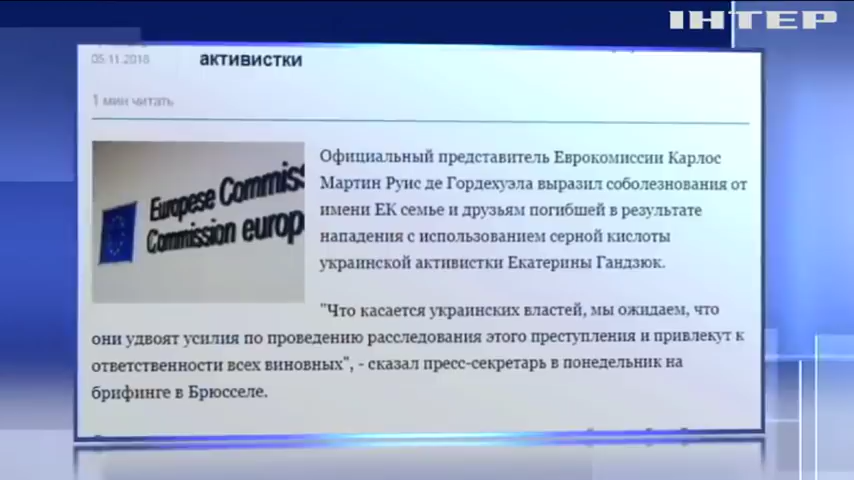 ІНТЕР
05.11.2018
активистки
1 мин читать
Europese Commiss
Commission europ
Официальный представитель Еврокомиссии Карлос
Мартин Руис де Гордехуэла выразил соболезнования от
имени ЕК семье и друзьям погибшей в результате
нападения с использованием серной кислоты
украинской активистки Екатерины Гандзюк.
"Что касается украинских властей, мы ожидаем, что
они удвоят усилия по проведению расследования этого преступления и привлекут к
ответственности всех виновных", - сказал пресс-секретарь в понедельник на
брифинге в Брюсселе.